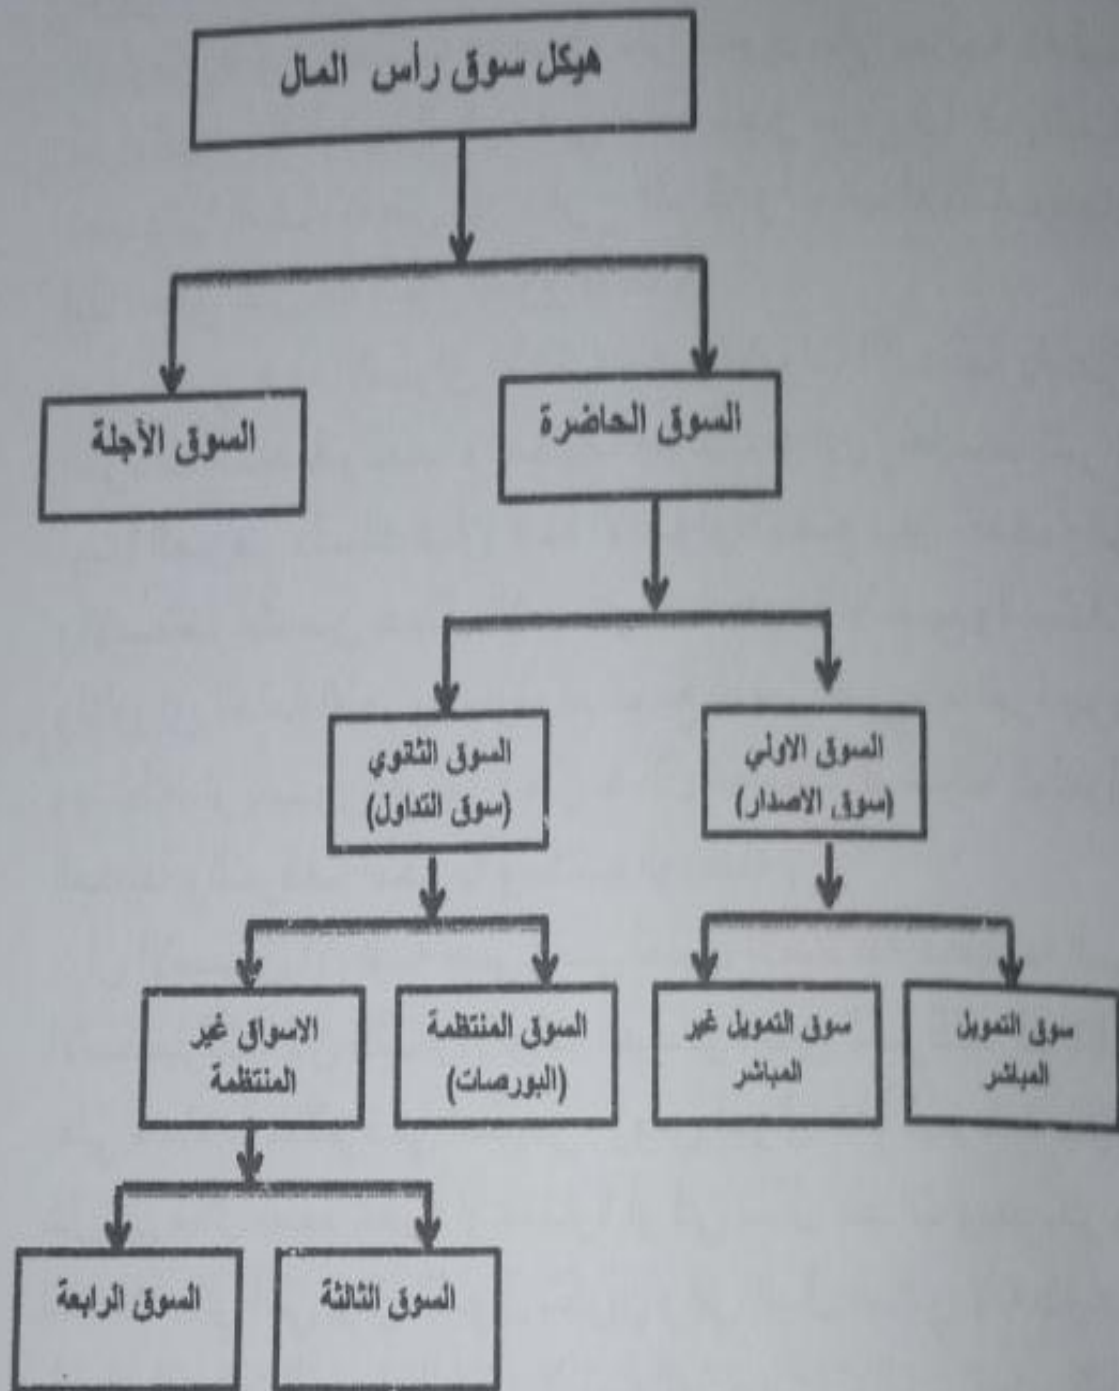 هيكل سوق رأس المال
السوق الحاضرة
السوق الآجلة
السوق الاولي
(سوق الاصدار)
السوق الثانوي
(سوق التداول)
سوق التمويل
المباشر
سوق التمويل غير
المباشر
السوق المنتظمة
(البورصات)
الاسواق غير
المنتظمة
السوق الثالثة
السوق الرابعة